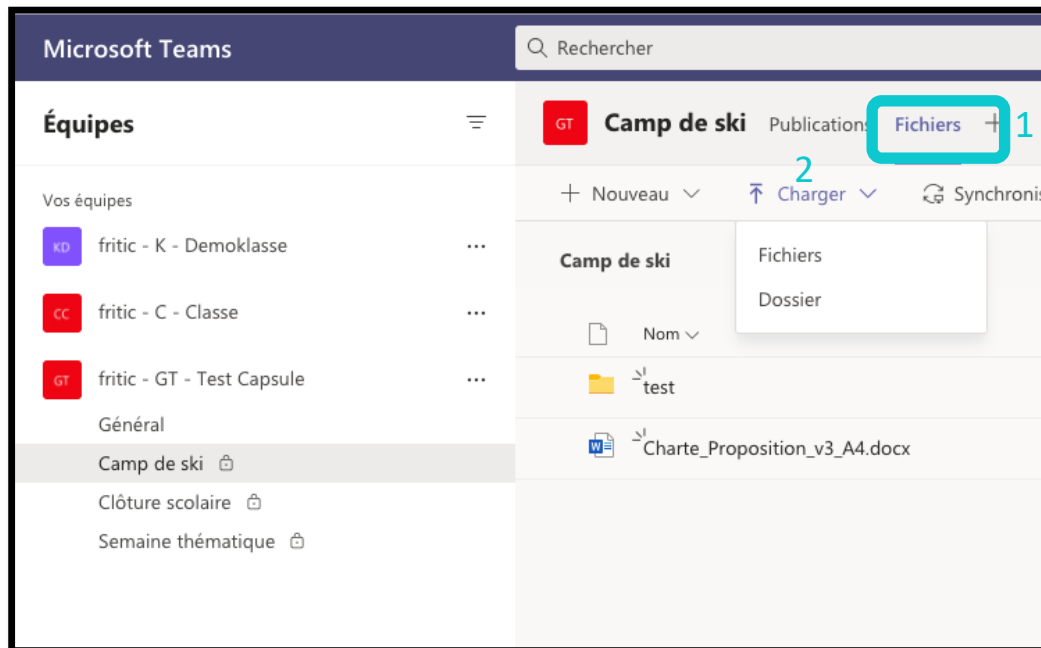 Microsoft Teams
Rechercher
Équipes
GT Camp de ski Publications Fichiers + 1
2
+ Nouveau Charger Synchronis
Vos équipes
KD fritic - K - Demoklasse ...
CC fritic - C - Classe ...
GT fritic - GT - Test Capsule ...
Général
Camp de ski
Clôture scolaire
Semaine thématique
Camp de ski
Fichiers
Dossier
Nom
test
Charte_Proposition_v3_A4.docx